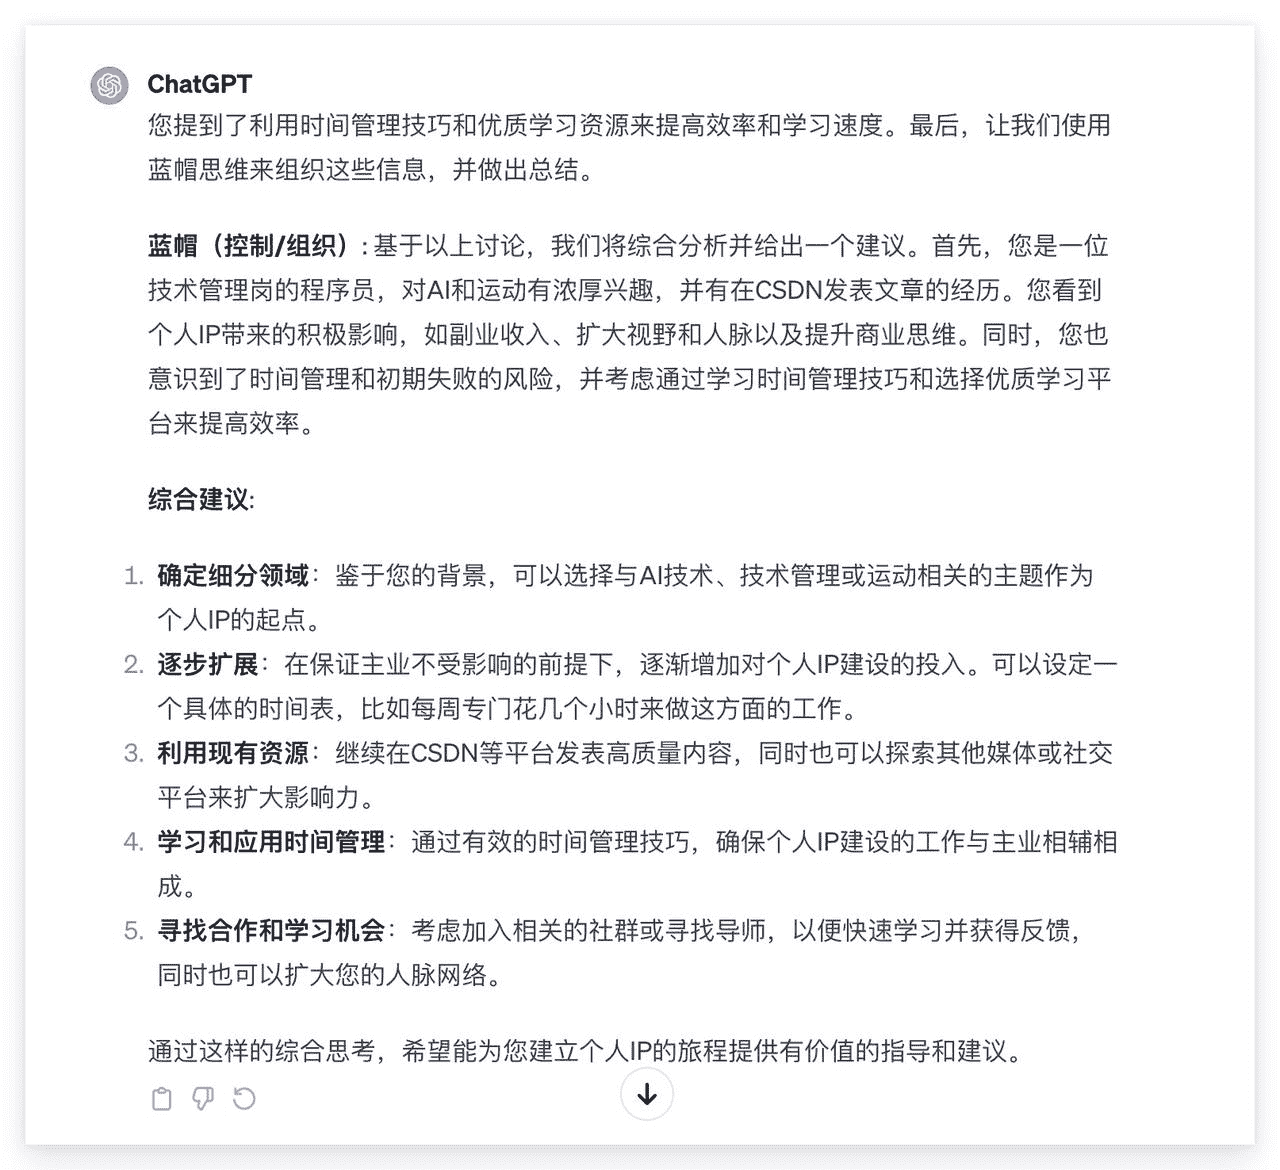 ChatGPT
您提到了利用时间管理技巧和优质学习资源来提高效率和学习速度。最后，让我们使用
蓝帽思维来组织这些信息，并做出总结。
蓝帽（控制/组织）: 基于以上讨论，我们将综合分析并给出一个建议。首先，您是一位
技术管理岗的程序员，对AI和运动有浓厚兴趣，并有在CSDN发表文章的经历。您看到
个人IP带来的积极影响，如副业收入、扩大视野和人脉以及提升商业思维。同时，您也
意识到了时间管理和初期失败的风险，并考虑通过学习时间管理技巧和选择优质学习平
台来提高效率。
综合建议:
1. 确定细分领域：鉴于您的背景，可以选择与AI技术、技术管理或运动相关的主题作为
个人IP的起点。
2. 逐步扩展：在保证主业不受影响的前提下，逐渐增加对个人IP建设的投入。可以设定一
个具体的时间表，比如每周专门花几个小时来做这方面的工作。
3. 利用现有资源：继续在CSDN等平台发表高质量内容，同时也可以探索其他媒体或社交
平台来扩大影响力。
4. 学习和应用时间管理：通过有效的时间管理技巧，确保个人IP建设的工作与主业相辅相
成。
5. 寻找合作和学习机会：考虑加入相关的社群或寻找导师，以便快速学习并获得反馈，
同时也可以扩大您的人脉网络。
通过这样的综合思考，希望能为您建立个人IP的旅程提供有价值的指导和建议。